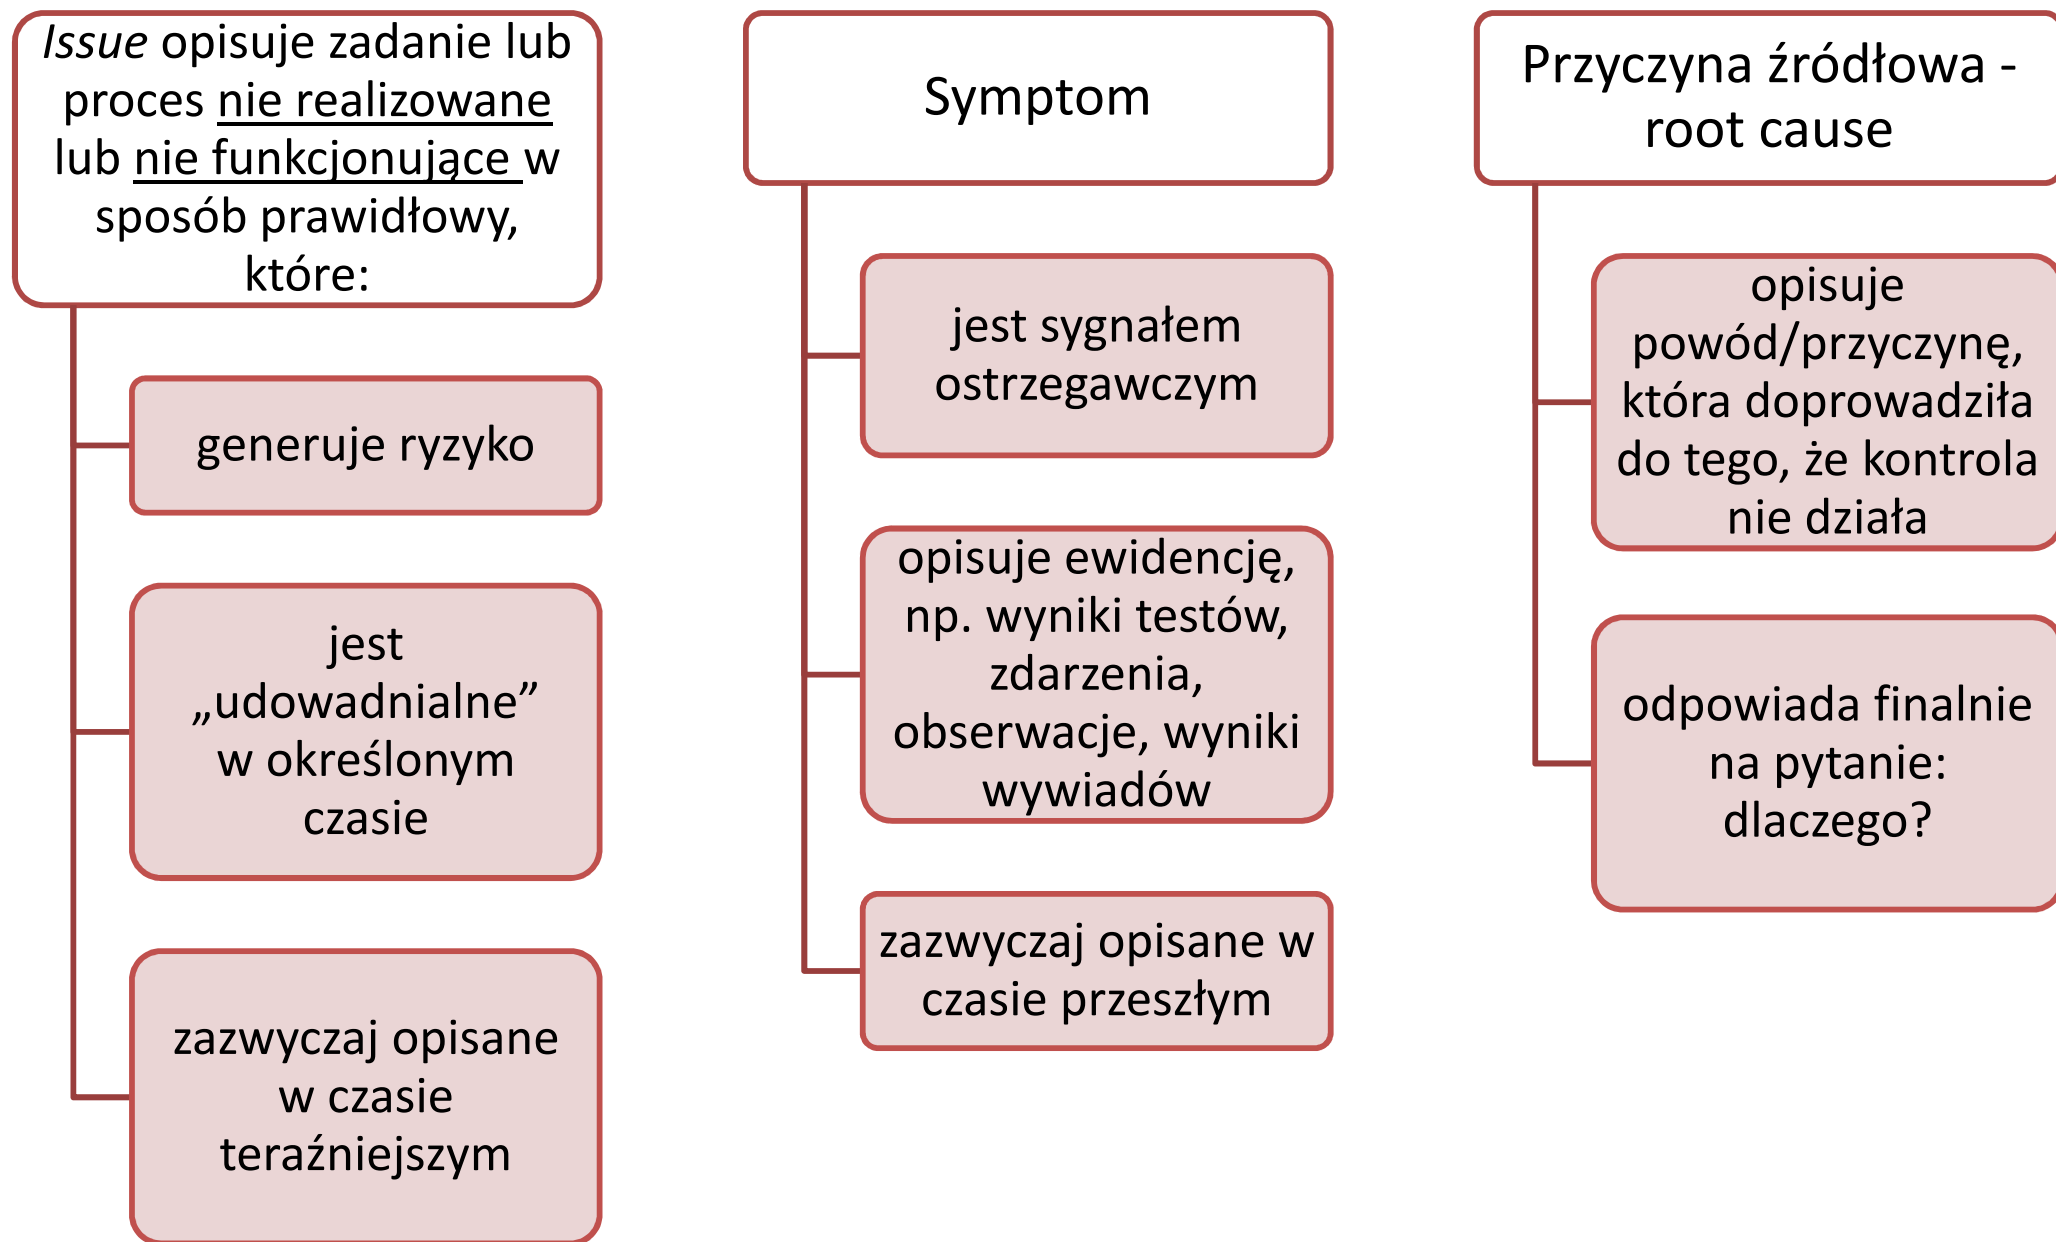 Issue opisuje zadanie lub
proces nie realizowane
lub nie funkcjonujące w
sposób prawidłowy,
które:
generuje ryzyko
jest
„udowadnialne”
w określonym
czasie
zazwyczaj opisane
w czasie
teraźniejszym
Symptom
jest sygnałem
ostrzegawczym
opisuje ewidencję,
np. wyniki testów,
zdarzenia,
obserwacje, wyniki
wywiadów
zazwyczaj opisane w
czasie przeszłym
Przyczyna źródłowa -
root cause
opisuje
powód/przyczynę,
która doprowadziła
do tego, że kontrola
nie działa
odpowiada finalnie
na pytanie:
dlaczego?